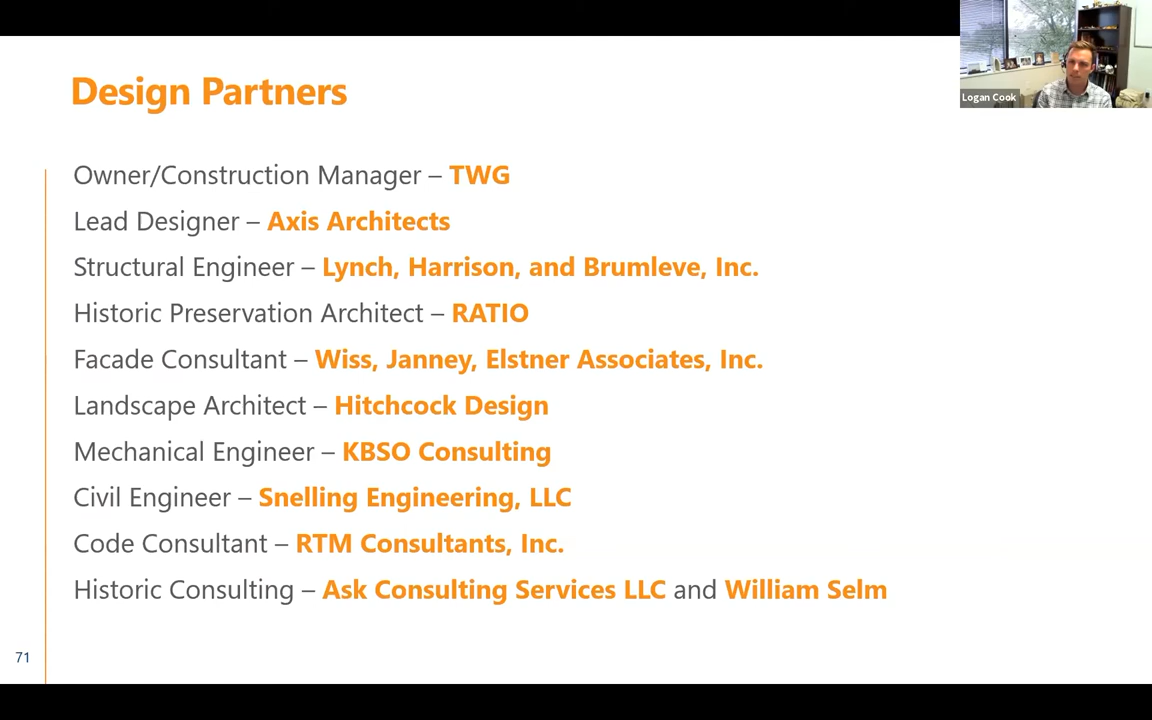 Design Partners
Logan Cook
Owner/Construction Manager – TWG
Lead Designer – Axis Architects
Structural Engineer – Lynch, Harrison, and Brumleve, Inc.
Historic Preservation Architect – RATIO
Facade Consultant – Wiss, Janney, Elstner Associates, Inc.
Landscape Architect – Hitchcock Design
Mechanical Engineer – KBSO Consulting
Civil Engineer – Snelling Engineering, LLC
Code Consultant – RTM Consultants, Inc.
Historic Consulting – Ask Consulting Services LLC and William Selm
71